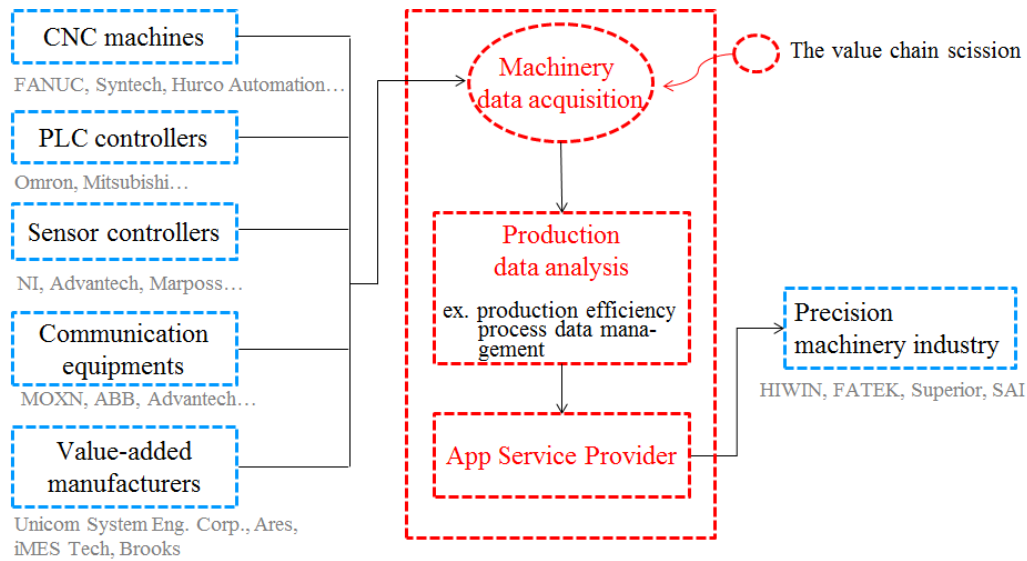 CNC machines
FANUC, Syntech, Hurco Automation…
PLC controllers
Omron, Mitsubishi…
Sensor controllers
NI, Advantech, Marposs…
Communication
equipments
MOXN, ABB, Advantech…
Value-added
manufacturers
Unicom System Eng. Corp., Ares,
iMES Tech, Brooks
Machinery
data acquisition
The value chain scission
Production
data analysis
ex. production efficiency
process data mana-
gement
App Service Provider
Precision
machinery industry
HIWIN, FATEK, Superior, SAI